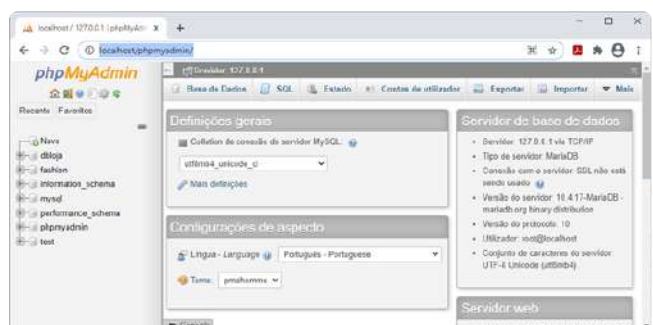 localhost / 127.0.0.1 | phpMyAdm
localhost/phpmyadmin/
phpMyAdmin
Recente Favoritos
Nova
dbloja
fashion
information_schema
mysql
performance_schema
phpmyadmin
test
Servidor: 127.0.0.1
Base de Dados SQL Estado Contas de utilizador Exportar Importar Mais
Definições gerais
Collation de conexão do servidor MySQL:
utf8mb4_unicode_ci
Mais definições
Configurações de aspecto
Língua - Language Português - Portuguese
Tema: pmahomme
Servidor de base de dados
Servidor: 127.0.0.1 via TCP/IP
Tipo de servidor: MariaDB
Conexão com o servidor: SSL não está
sendo usado
Versão do servidor: 10.4.17-MariaDB -
mariadb.org binary distribution
Versão do protocolo: 10
Utilizador: root@localhost
Conjunto de caracteres do servidor:
UTF-8 Unicode (utf8mb4)
Servidor web